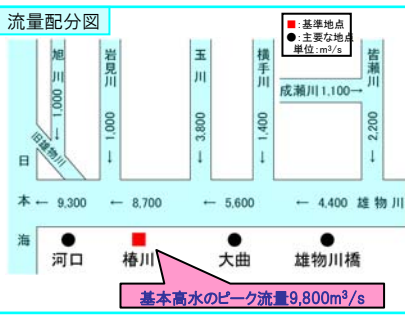 流量配分図
■:基準地点
●:主要な地点
単位:m³/s
旭川
1,000 →
岩見川
1,000 →
玉川
3,800 →
横手川
1,400 →
成瀬川 1,100→
皆瀬川
2,200 →
旧雄物川
日本海
← 9,300 ← 8,700 ← 5,600 ← 4,400 雄物川
河口 椿川 大曲 雄物川橋
基本高水のピーク流量9,800m³/s